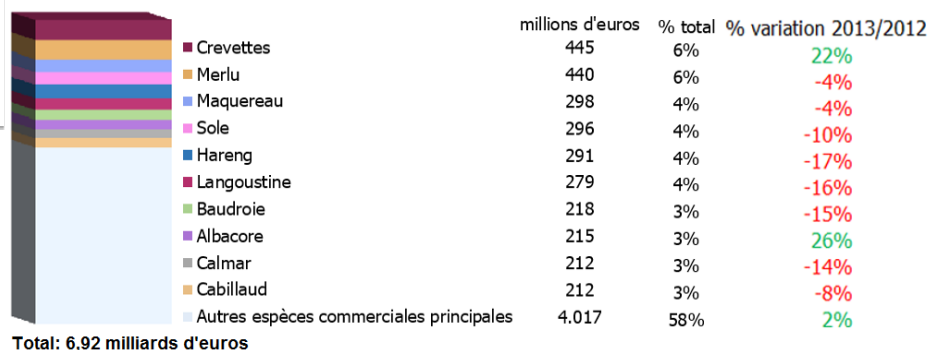 millions d'euros % total % variation 2013/2012
Crevettes 445 6% 22%
Merlu 440 6% -4%
Maquereau 298 4% -4%
Sole 296 4% -10%
Hareng 291 4% -17%
Langoustine 279 4% -16%
Baudroie 218 3% -15%
Albacore 215 3% 26%
Calmar 212 3% -14%
Cabillaud 212 3% -8%
Autres espèces commerciales principales 4.017 58% 2%
Total: 6,92 milliards d'euros